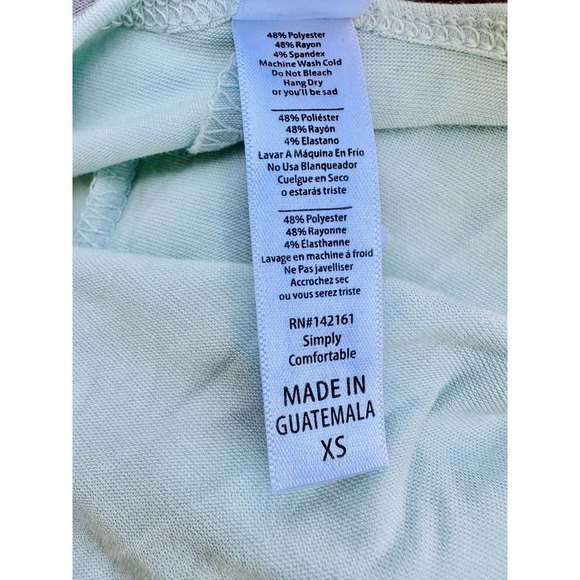 48% Polyester
48% Rayon
4% Spandex
Machine Wash Cold
Do Not Bleach
Hang Dry
or you'll be sad
48% Poliéster
48% Rayón
4% Elastano
Lavar A Máquina En Frío
No Usa Blanqueador
Cuelgue en Seco
o estarás triste
48% Polyester
48% Rayonne
4% Élasthanne
Lavage en machine á froid
Ne Pas javelliser
Accrochez sec
ou vous serez triste
RN#142161
Simply
Comfortable
MADE IN
GUATEMALA
XS